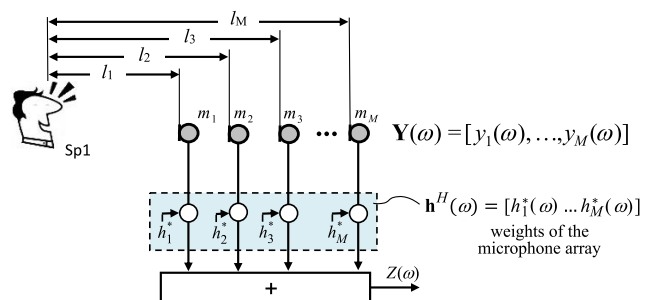 l_M
l_3
l_2
l_1
m_1 m_2 m_3 ••• m_M Y(ω) = [y_1(ω), …,y_M(ω)]
Sp1
h_1^* h_2^* h_3^* h_M^* h^H(ω) = [h_1^*(ω) … h_M^*(ω)]
weights of the
microphone array
+ Z(ω)